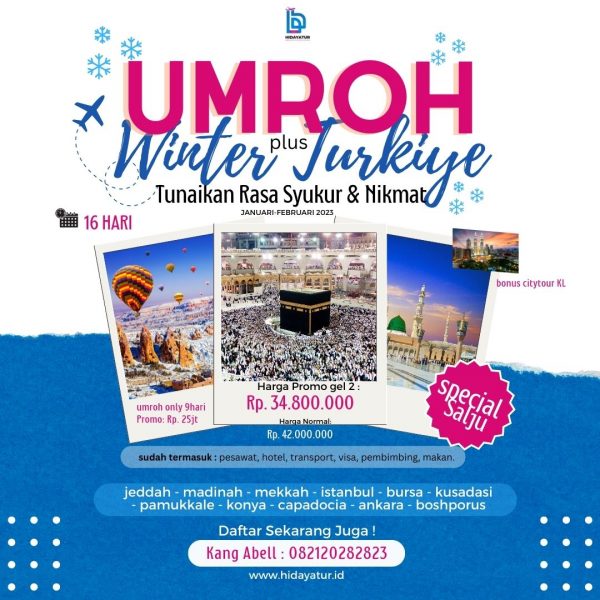 HIDAYATUR
UMROH
plus
Winter Turkiye
Tunaikan Rasa Syukur & Nikmat
JANUARI-FEBRUARI 2023
16 HARI
bonus citytour KL
Harga Promo gel 2 :
Rp. 34.800.000
Harga Normal:
Rp. 42.000.000
umroh only 9hari
Promo: Rp. 25jt
special
Salju
sudah termasuk : pesawat, hotel, transport, visa, pembimbing, makan.
jeddah - madinah - mekkah - istanbul - bursa - kusadasi
- pamukkale - konya - capadocia - ankara - boshporus
Daftar Sekarang Juga !
Kang Abell : 082120282823
www.hidayatur.id